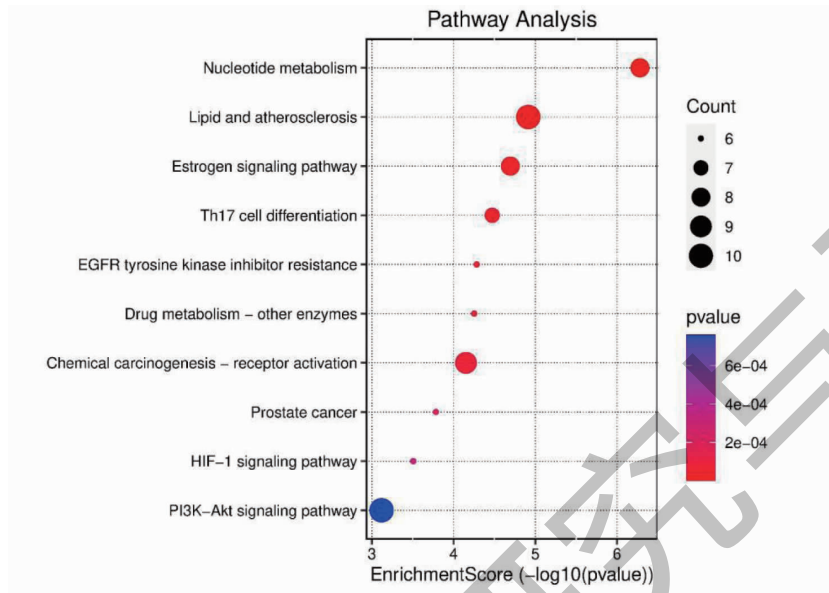 Pathway Analysis
Nucleotide metabolism
Lipid and atherosclerosis
Estrogen signaling pathway
Th17 cell differentiation
EGFR tyrosine kinase inhibitor resistance
Drug metabolism − other enzymes
Chemical carcinogenesis − receptor activation
Prostate cancer
HIF−1 signaling pathway
PI3K−Akt signaling pathway
3
4
5
6
EnrichmentScore (−log10(pvalue))
Count
6
7
8
9
10
pvalue
6e−04
4e−04
2e−04
究